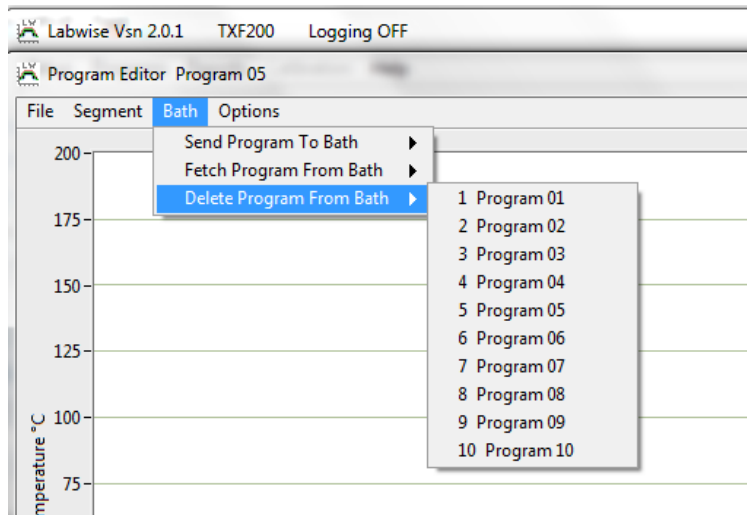 Labwise Vsn 2.0.1 TXF200 Logging OFF
Program Editor Program 05
File Segment Bath Options
Send Program To Bath
Fetch Program From Bath
Delete Program From Bath
1 Program 01
2 Program 02
3 Program 03
4 Program 04
5 Program 05
6 Program 06
7 Program 07
8 Program 08
9 Program 09
10 Program 10
200
175
150
125
100
75
mperature °C